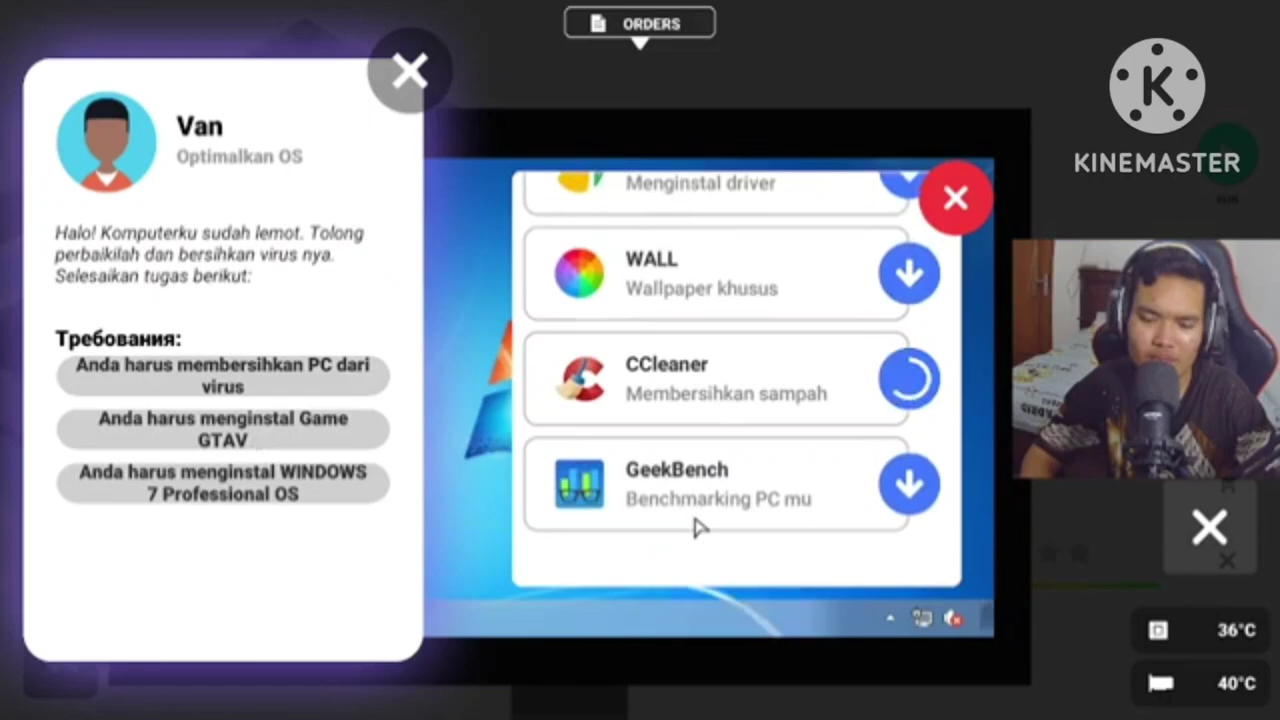 ORDERS
KINEMASTER
Van
Optimalkan OS
Halo! Komputerku sudah lemot. Tolong
perbaikilah dan bersihkan virus nya.
Selesaikan tugas berikut:
Требования:
Anda harus membersihkan PC dari
virus
Anda harus menginstal Game
GTAV
Anda harus menginstal WINDOWS
7 Professional OS
Menginstal driver
WALL
Wallpaper khusus
CCleaner
Membersihkan sampah
GeekBench
Benchmarking PC mu
36°C
40°C